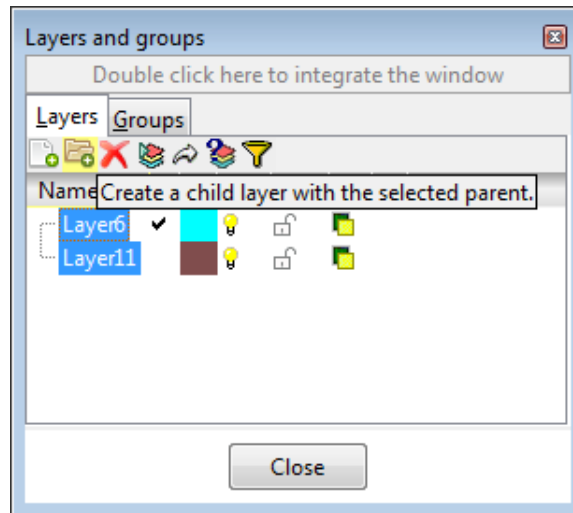 Layers and groups
Double click here to integrate the window
Layers Groups
Name
Create a child layer with the selected parent.
Layer6
Layer11
Close